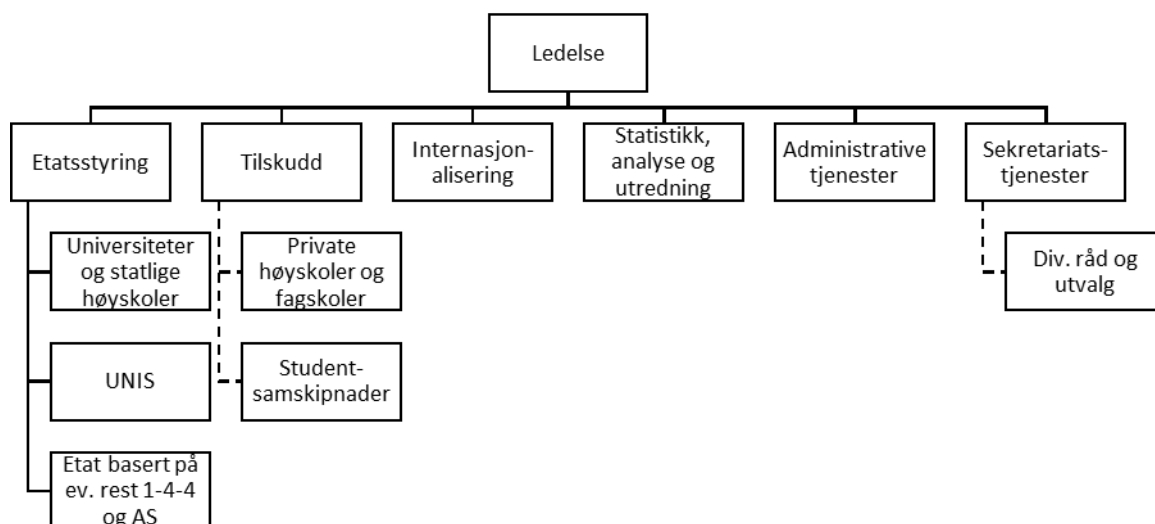 Ledelse
Etatsstyring
Tilskudd
Internasjon-
alisering
Statistikk,
analyse og
utredning
Administrative
tjenester
Sekretariats-
tjenester
Universiteter
og statlige
høyskoler
Private
høyskoler og
fagskoler
Div. råd og
utvalg
UNIS
Student-
samskipnader
Etat basert på
ev. rest 1-4-4
og AS